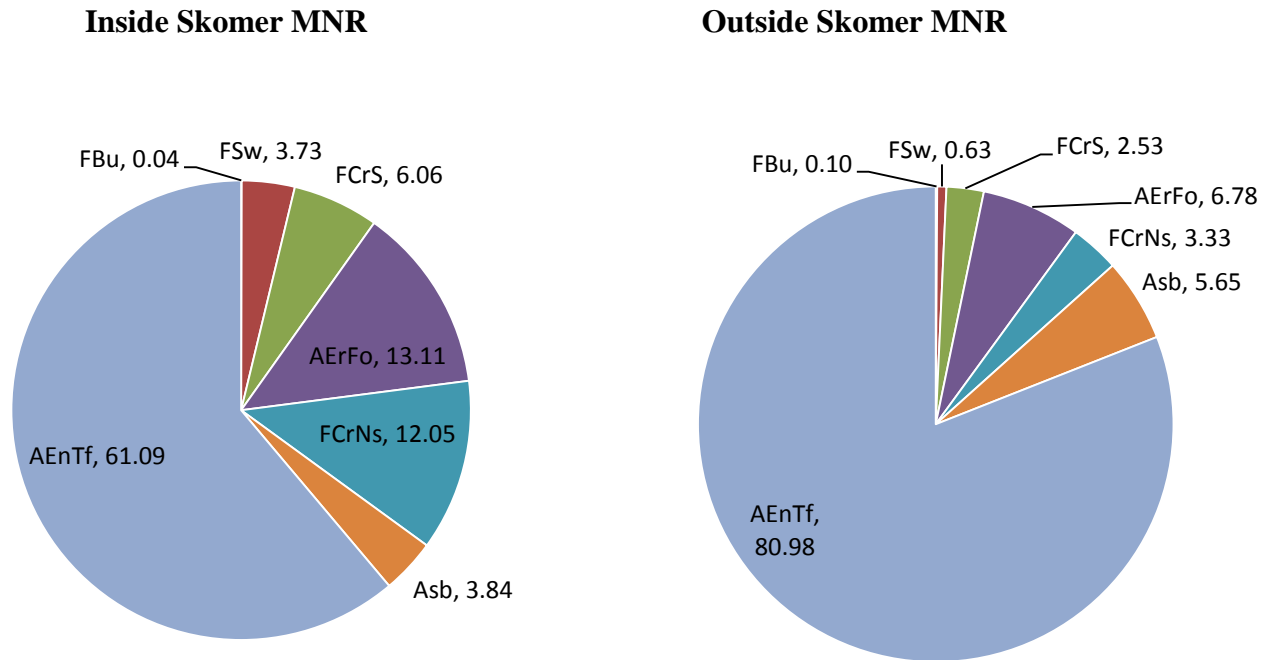 Inside Skomer MNR
FBu, 0.04
FSw, 3.73
FCrS, 6.06
AErFo, 13.11
FCrNs, 12.05
Asb, 3.84
AEnTf, 61.09
Outside Skomer MNR
FBu, 0.10
FSw, 0.63
FCrS, 2.53
AErFo, 6.78
FCrNs, 3.33
Asb, 5.65
AEnTf,
80.98